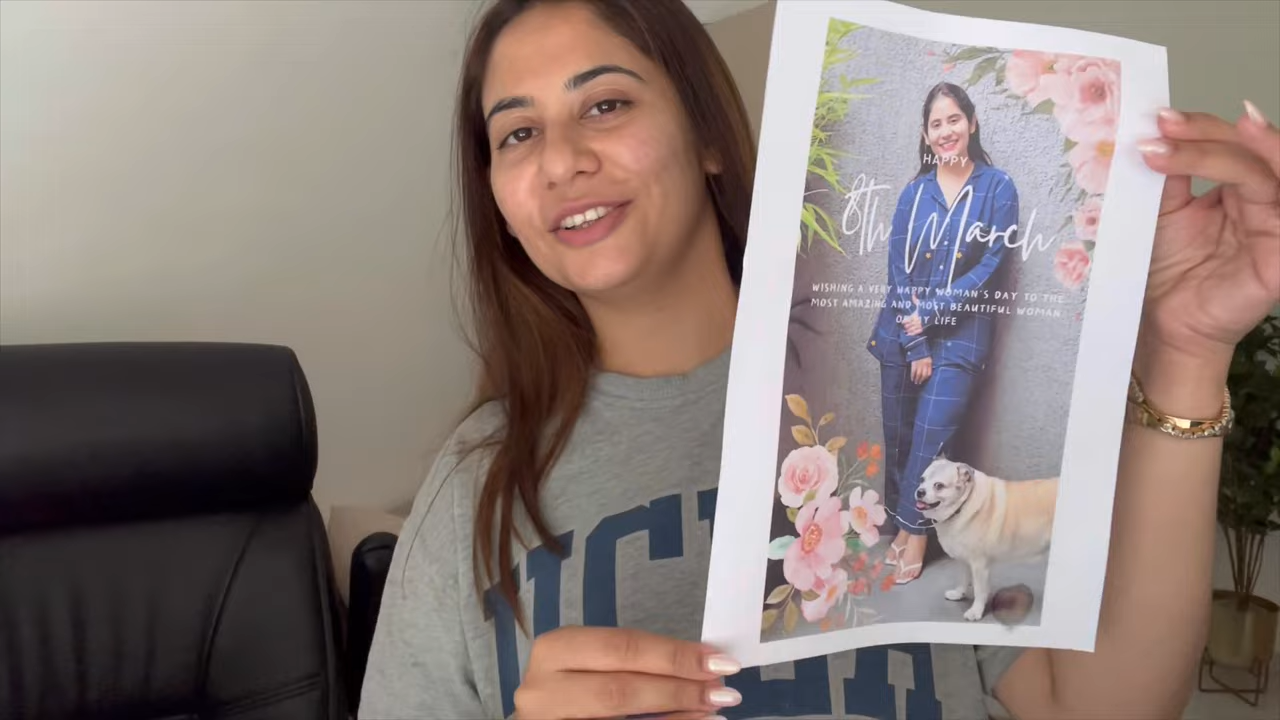 HAPPY
8th March
WISHING A VERY HAPPY WOMAN'S DAY TO THE
MOST AMAZING AND MOST BEAUTIFUL WOMAN
OF MY LIFE
UCLA